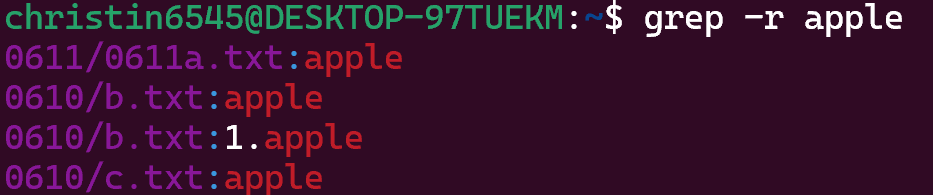 christin6545@DESKTOP-97TUEKM:~$ grep -r apple
0611/0611a.txt:apple
0610/b.txt:apple
0610/b.txt:1.apple
0610/c.txt:apple